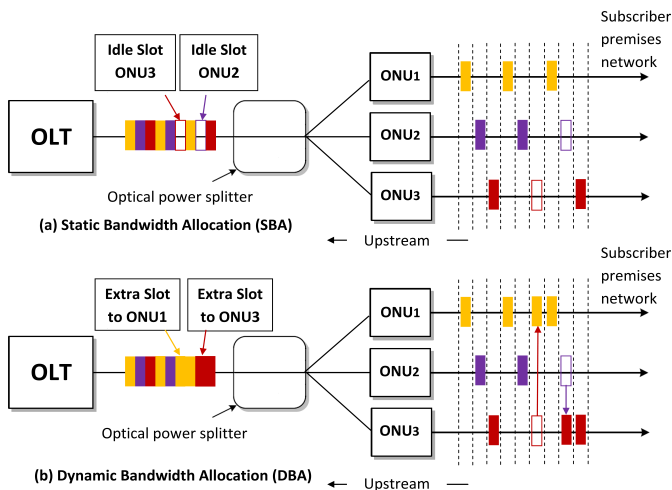 Idle Slot
ONU3
Idle Slot
ONU2
Subscriber
premises
network
OLT
ONU1
ONU2
ONU3
Optical power splitter
(a) Static Bandwidth Allocation (SBA)
Upstream
Extra Slot
to ONU1
Extra Slot
to ONU3
Subscriber
premises
network
OLT
ONU1
ONU2
ONU3
Optical power splitter
(b) Dynamic Bandwidth Allocation (DBA)
Upstream